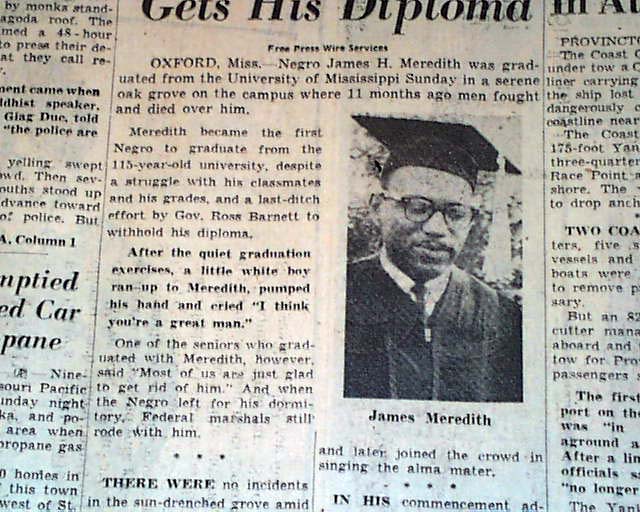 by monks stand-
agoda roof. The
med a 48-hour
to press their de-
at they call re-
ment came when
ddhist speaker.
Giag Duc, told
"the police are
yelling swept
wd. Then sev-
ouths stood up
advance toward
of police. But
A. Column 1
mptied
ed Car
pane
Nine-
souri Pacific
unday night
ka, and po-
area when
propane gas
0 homes in
this town
west of St.
Gets His Diploma
Free Press Wire Services
OXFORD, Miss.—Negro James H. Meredith was grad-
uated from the University of Mississippi Sunday in a serene
oak grove on the campus where 11 months ago men fought
and died over him.
Meredith became the first
Negro to graduate from the
115-year-old university, despite
a struggle with his classmates
and his grades, and a last-ditch
effort by Gov. Ross Barnett to
withhold his diploma.
After the quiet graduation
exercises, a little white boy
ran up to Meredith, pumped
his hand and cried "I think
you're a great man."
One of the seniors who grad-
uated with Meredith, however,
said "Most of us are just glad
to get rid of him." And when
the Negro left for his dormi-
tory, Federal marshals still
rode with him.
* * *
THERE WERE no incidents
in the sun-drenched grove amid
James Meredith
and later joined the crowd in
singing the alma mater.
* * *
IN HIS commencement ad-
in
PROVINCTO
The Coast G
under tow a C
liner carrying
the ship lost
dangerously c
coastline near
The Coast
175-foot Yan
three-quarter
Race Point a
shore. The
to drop anch
TWO COA
ters, five s
vessels and
boats were
to remove p
sary.
But an 82
cutter mana
aboard and
tow for Pro
passengers s
The first
port on th
was "in
aground a
After a lin
officials s
"no longer
The Yan